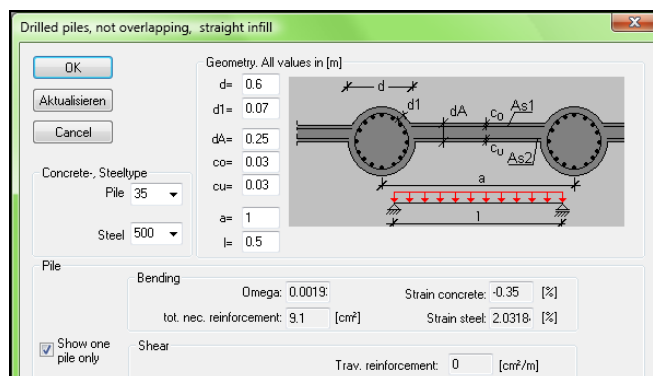 Drilled piles, not overlapping, straight infill
OK
Aktualisieren
Cancel
Concrete-, Steeltype
Pile 35
Steel 500
Geometry. All values in [m]
d= 0.6
d1= 0.07
dA= 0.25
co= 0.03
cu= 0.03
a= 1
l= 0.5
d
d1
dA
co
As1
cu
As2
a
l
Pile
Bending
Omega: 0.0019
Strain concrete: -0.35 [%]
tot. nec. reinforcement: 9.1 [cm²]
Strain steel: 2.0318 [%]
Show one
pile only
Shear
Trav. reinforcement: 0 [cm²/m]